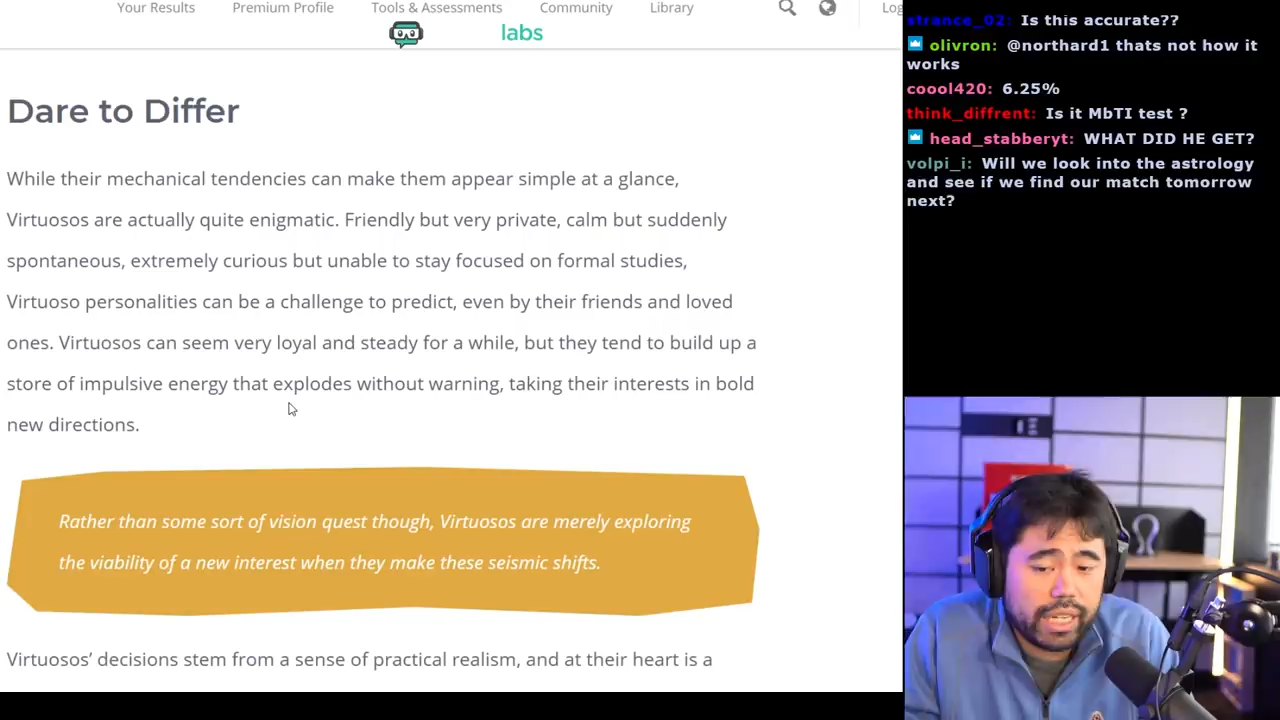 Your Results Premium Profile Tools & Assessments Community Library Log
labs
Dare to Differ
While their mechanical tendencies can make them appear simple at a glance,
Virtuosos are actually quite enigmatic. Friendly but very private, calm but suddenly
spontaneous, extremely curious but unable to stay focused on formal studies,
Virtuoso personalities can be a challenge to predict, even by their friends and loved
ones. Virtuosos can seem very loyal and steady for a while, but they tend to build up a
store of impulsive energy that explodes without warning, taking their interests in bold
new directions.
Rather than some sort of vision quest though, Virtuosos are merely exploring
the viability of a new interest when they make these seismic shifts.
Virtuosos’ decisions stem from a sense of practical realism, and at their heart is a
strance_02: Is this accurate??
olivron: @northard1 thats not how it
works
coool420: 6.25%
think_diffrent: Is it MbTI test ?
head_stabberyt: WHAT DID HE GET?
volpi_i: Will we look into the astrology
and see if we find our match tomorrow
next?